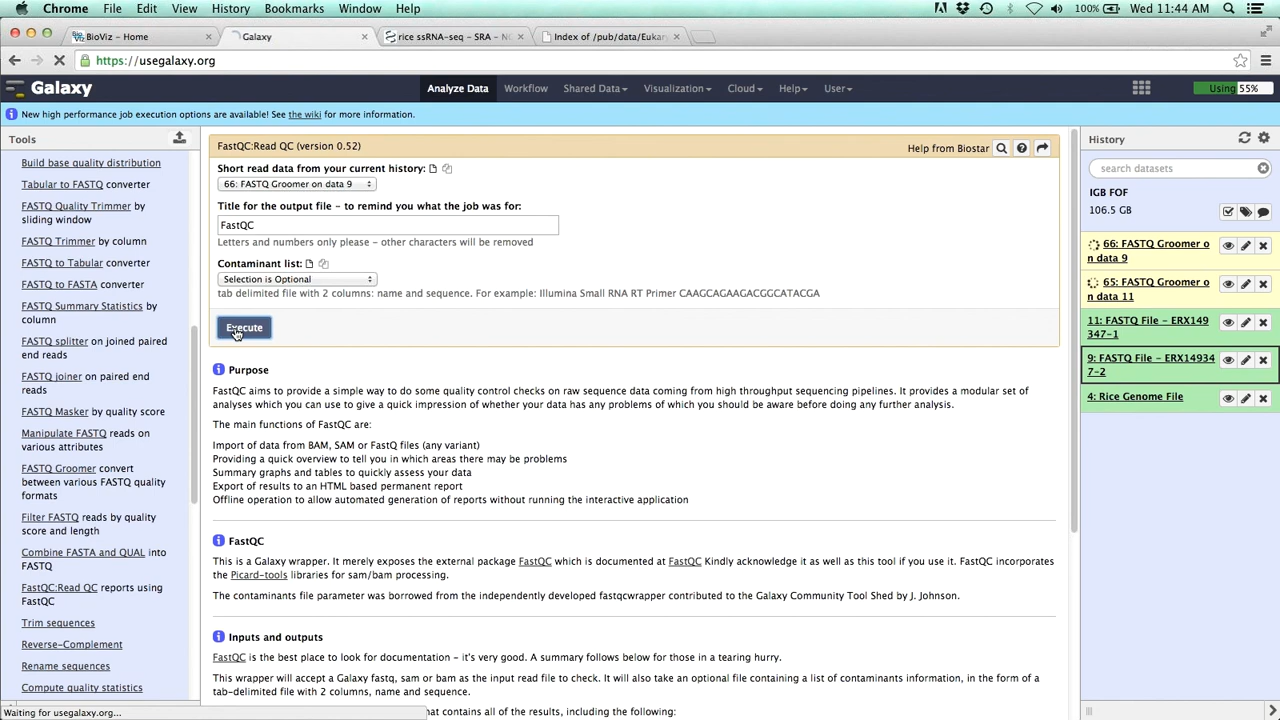 Chrome File Edit View History Bookmarks Window Help 100% Wed 11:44 AM
BioViz - Home
Galaxy
rice ssRNA-seq - SRA - NC
Index of /pub/data/Eukary
https://usegalaxy.org
Galaxy
Analyze Data Workflow Shared Data Visualization Cloud Help User
Using 55%
New high performance job execution options are available! See the wiki for more information.
Tools
Build base quality distribution
Tabular to FASTQ converter
FASTQ Quality Trimmer by
sliding window
FASTQ Trimmer by column
FASTQ to Tabular converter
FASTQ to FASTA converter
FASTQ Summary Statistics by
column
FASTQ splitter on joined paired
end reads
FASTQ joiner on paired end
reads
FASTQ Masker by quality score
Manipulate FASTQ reads on
various attributes
FASTQ Groomer convert
between various FASTQ quality
formats
Filter FASTQ reads by quality
score and length
Combine FASTA and QUAL into
FASTQ
FastQC:Read QC reports using
FastQC
Trim sequences
Reverse-Complement
Rename sequences
Compute quality statistics
Waiting for usegalaxy.org...
FastQC:Read QC (version 0.52)
Help from Biostar
Short read data from your current history:
66: FASTQ Groomer on data 9
Title for the output file - to remind you what the job was for:
FastQC
Letters and numbers only please - other characters will be removed
Contaminant list:
Selection is Optional
tab delimited file with 2 columns: name and sequence. For example: Illumina Small RNA RT Primer CAAGCAGAAGACGGCATACGA
Execute
Purpose
FastQC aims to provide a simple way to do some quality control checks on raw sequence data coming from high throughput sequencing pipelines. It provides a modular set of
analyses which you can use to give a quick impression of whether your data has any problems of which you should be aware before doing any further analysis.
The main functions of FastQC are:
Import of data from BAM, SAM or FastQ files (any variant)
Providing a quick overview to tell you in which areas there may be problems
Summary graphs and tables to quickly assess your data
Export of results to an HTML based permanent report
Offline operation to allow automated generation of reports without running the interactive application
FastQC
This is a Galaxy wrapper. It merely exposes the external package FastQC which is documented at FastQC Kindly acknowledge it as well as this tool if you use it. FastQC incorporates
the Picard-tools libraries for sam/bam processing.
The contaminants file parameter was borrowed from the independently developed fastqcwrapper contributed to the Galaxy Community Tool Shed by J. Johnson.
Inputs and outputs
FastQC is the best place to look for documentation - it's very good. A summary follows below for those in a tearing hurry.
This wrapper will accept a Galaxy fastq, sam or bam as the input read file to check. It will also take an optional file containing a list of contaminants information, in the form of a
tab-delimited file with 2 columns, name and sequence.
that contains all of the results, including the following:
History
search datasets
IGB FOF
106.5 GB
66: FASTQ Groomer o
n data 9
65: FASTQ Groomer o
n data 11
11: FASTQ File - ERX149
347-1
9: FASTQ File - ERX14934
7-2
4: Rice Genome File